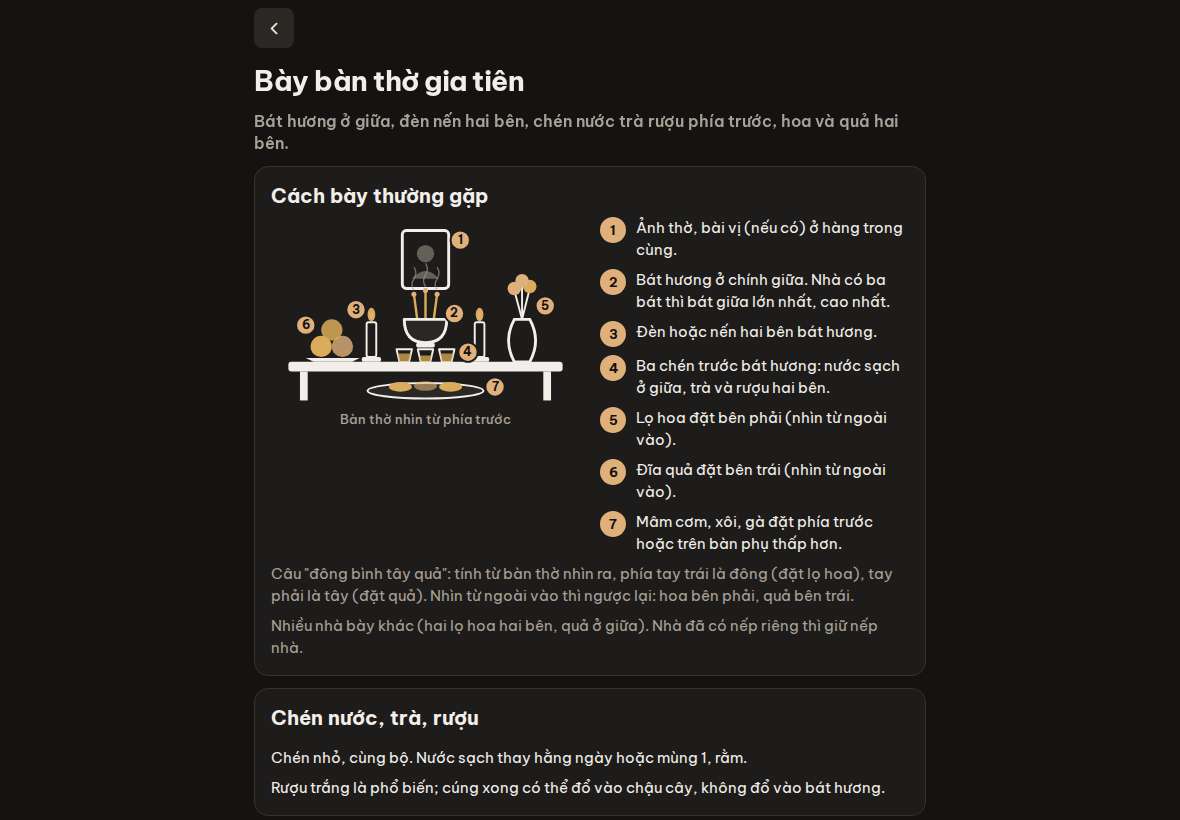 Bày bàn thờ gia tiên
Bát hương ở giữa, đèn nến hai bên, chén nước trà rượu phía trước, hoa và quả hai
bên.
Cách bày thường gặp
1
2
3
4
5
6
7
Bàn thờ nhìn từ phía trước
1 Ảnh thờ, bài vị (nếu có) ở hàng trong
cùng.
2 Bát hương ở chính giữa. Nhà có ba
bát thì bát giữa lớn nhất, cao nhất.
3 Đèn hoặc nến hai bên bát hương.
4 Ba chén trước bát hương: nước sạch
ở giữa, trà và rượu hai bên.
5 Lọ hoa đặt bên phải (nhìn từ ngoài
vào).
6 Đĩa quả đặt bên trái (nhìn từ ngoài
vào).
7 Mâm cơm, xôi, gà đặt phía trước
hoặc trên bàn phụ thấp hơn.
Câu "đông bình tây quả": tính từ bàn thờ nhìn ra, phía tay trái là đông (đặt lọ hoa), tay
phải là tây (đặt quả). Nhìn từ ngoài vào thì ngược lại: hoa bên phải, quả bên trái.
Nhiều nhà bày khác (hai lọ hoa hai bên, quả ở giữa). Nhà đã có nếp riêng thì giữ nếp
nhà.
Chén nước, trà, rượu
Chén nhỏ, cùng bộ. Nước sạch thay hằng ngày hoặc mùng 1, rằm.
Rượu trắng là phổ biến; cúng xong có thể đổ vào chậu cây, không đổ vào bát hương.